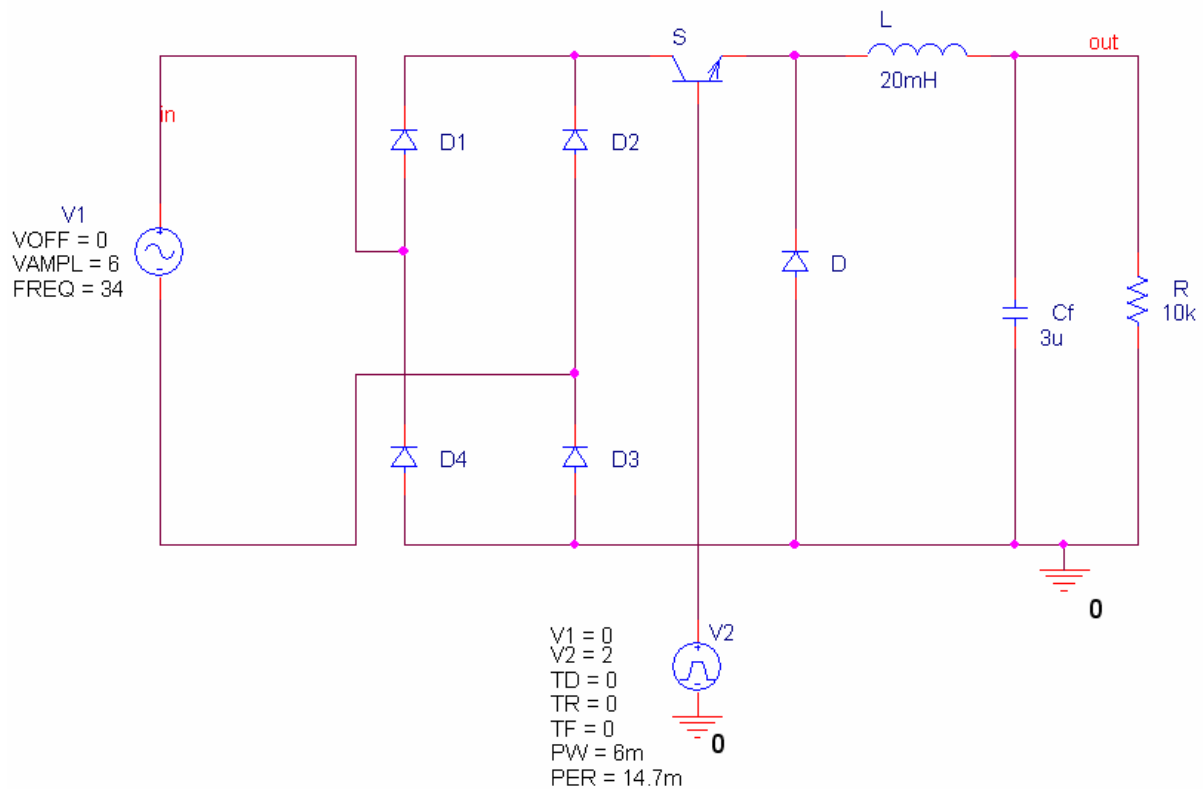 S
L
20mH
out
in
D1
D2
V1
VOFF = 0
VAMPL = 6
FREQ = 34
D
R
10k
Cf
3u
D4
D3
0
V2
V1 = 0
V2 = 2
TD = 0
TR = 0
TF = 0
PW = 6m
PER = 14.7m
0